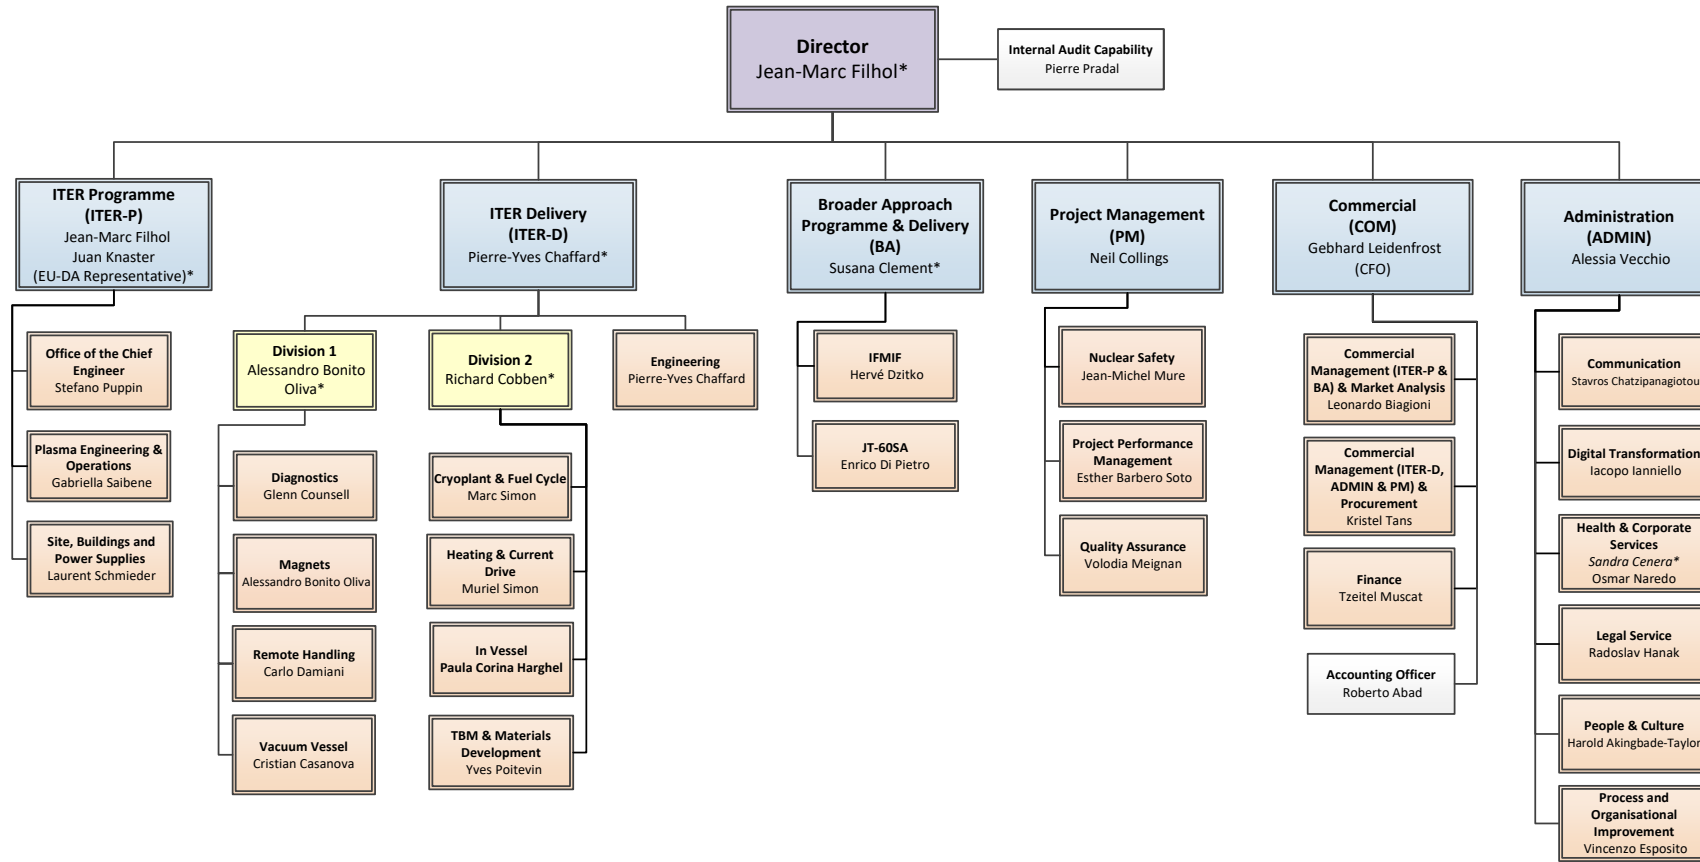 Director
Jean-Marc Filhol*
Internal Audit Capability
Pierre Pradal
ITER Programme
(ITER-P)
Jean-Marc Filhol
Juan Knaster
(EU-DA Representative)*
ITER Delivery
(ITER-D)
Pierre-Yves Chaffard*
Broader Approach
Programme & Delivery
(BA)
Susana Clement*
Project Management
(PM)
Neil Collings
Commercial
(COM)
Gebhard Leidenfrost
(CFO)
Administration
(ADMIN)
Alessia Vecchio
Office of the Chief
Engineer
Stefano Puppin
Plasma Engineering &
Operations
Gabriella Saibene
Site, Buildings and
Power Supplies
Laurent Schmieder
Division 1
Alessandro Bonito
Oliva*
Diagnostics
Glenn Counsell
Magnets
Alessandro Bonito Oliva
Remote Handling
Carlo Damiani
Vacuum Vessel
Cristian Casanova
Division 2
Richard Cobben*
Cryoplant & Fuel Cycle
Marc Simon
Heating & Current
Drive
Muriel Simon
In Vessel
Paula Corina Harghel
TBM & Materials
Development
Yves Poitevin
Engineering
Pierre-Yves Chaffard
IFMIF
Hervé Dzitko
JT-60SA
Enrico Di Pietro
Nuclear Safety
Jean-Michel Mure
Project Performance
Management
Esther Barbero Soto
Quality Assurance
Volodia Meignan
Commercial
Management (ITER-P &
BA) & Market Analysis
Leonardo Biagioni
Commercial
Management (ITER-D,
ADMIN & PM) &
Procurement
Kristel Tans
Finance
Tzeitel Muscat
Accounting Officer
Roberto Abad
Communication
Stavros Chatzipanagiotou
Digital Transformation
Iacopo Ianniello
Health & Corporate
Services
Sandra Cenera*
Osmar Naredo
Legal Service
Radoslav Hanak
People & Culture
Harold Akingbade-Taylor
Process and
Organisational
Improvement
Vincenzo Esposito